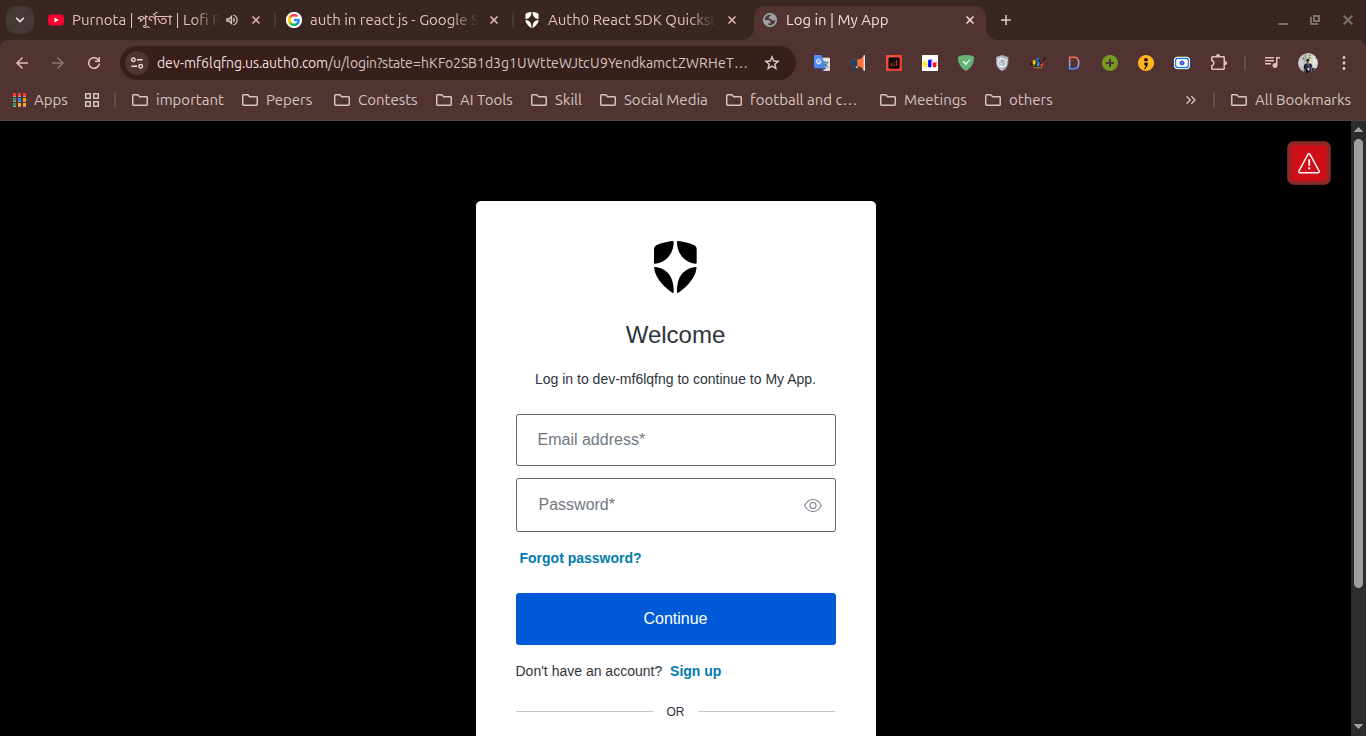 Purnota | পূর্ণতা | Lofi
auth in react js - Google
Auth0 React SDK Quickst
Log in | My App
dev-mf6lqfng.us.auth0.com/u/login?state=hKFo2SB1d3g1UWtteWJtcU9YendkamctZWRHeT...
Apps
important
Pepers
Contests
AI Tools
Skill
Social Media
football and c...
Meetings
others
All Bookmarks
Welcome
Log in to dev-mf6lqfng to continue to My App.
Email address*
Password*
Forgot password?
Continue
Don't have an account? Sign up
OR